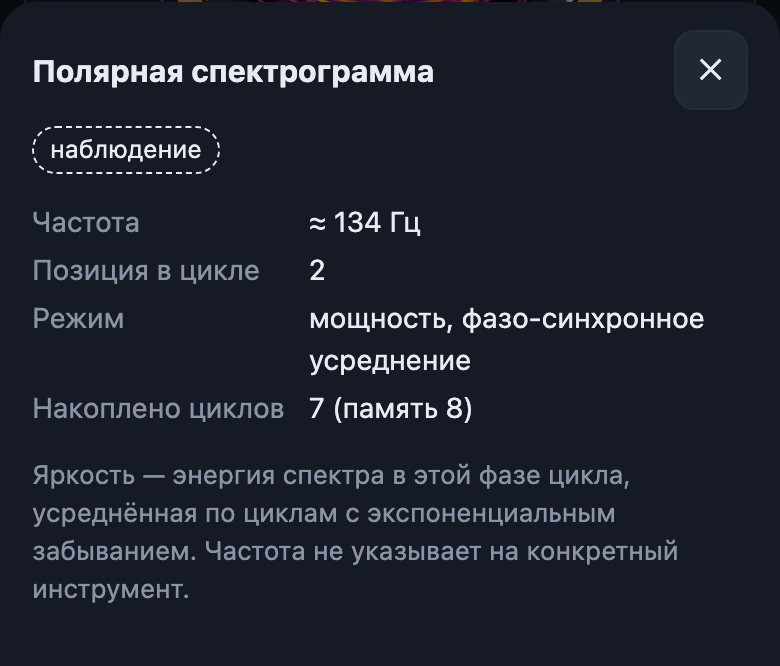 Полярная спектрограмма
наблюдение
Частота ≈ 134 Гц
Позиция в цикле 2
Режим мощность, фазо-синхронное
усреднение
Накоплено циклов 7 (память 8)
Яркость — энергия спектра в этой фазе цикла,
усреднённая по циклам с экспоненциальным
забыванием. Частота не указывает на конкретный
инструмент.